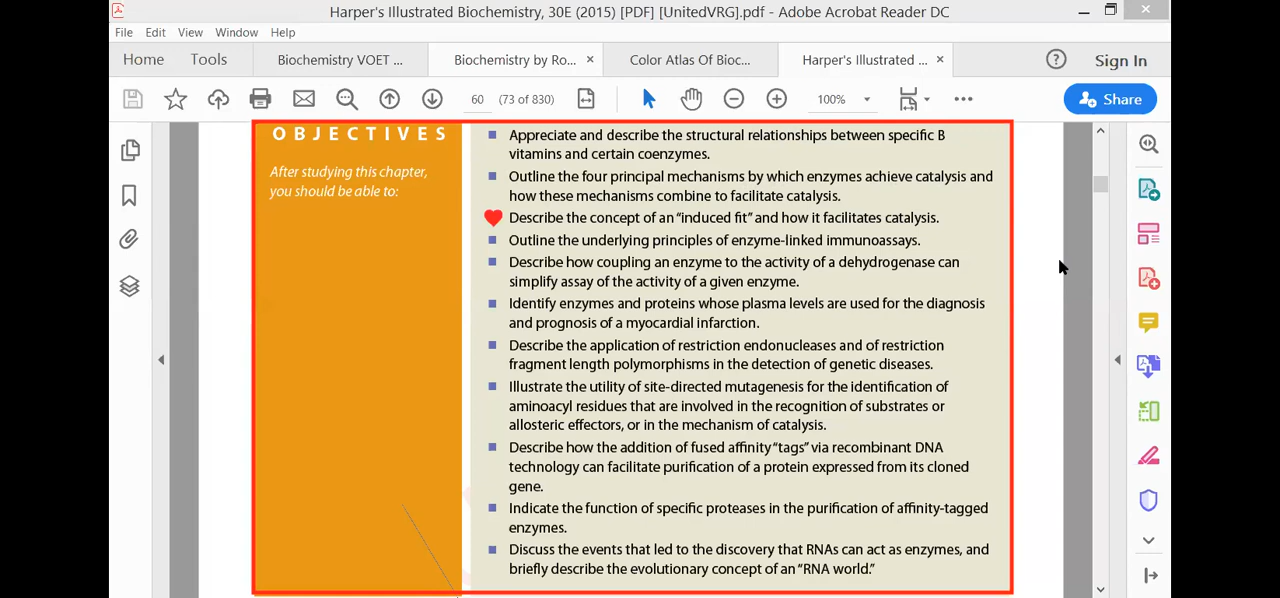 Harper's Illustrated Biochemistry, 30E (2015) [PDF] [UnitedVRG].pdf - Adobe Acrobat Reader DC
File Edit View Window Help
Home Tools Biochemistry VOET ... Biochemistry by Ro... × Color Atlas Of Bioc... Harper's Illustrated ... × Sign In
60 (73 of 830) 100% Share
OBJECTIVES
After studying this chapter,
you should be able to:
■ Appreciate and describe the structural relationships between specific B
vitamins and certain coenzymes.
■ Outline the four principal mechanisms by which enzymes achieve catalysis and
how these mechanisms combine to facilitate catalysis.
Describe the concept of an “induced fit” and how it facilitates catalysis.
■ Outline the underlying principles of enzyme-linked immunoassays.
■ Describe how coupling an enzyme to the activity of a dehydrogenase can
simplify assay of the activity of a given enzyme.
■ Identify enzymes and proteins whose plasma levels are used for the diagnosis
and prognosis of a myocardial infarction.
■ Describe the application of restriction endonucleases and of restriction
fragment length polymorphisms in the detection of genetic diseases.
■ Illustrate the utility of site-directed mutagenesis for the identification of
aminoacyl residues that are involved in the recognition of substrates or
allosteric effectors, or in the mechanism of catalysis.
■ Describe how the addition of fused affinity “tags” via recombinant DNA
technology can facilitate purification of a protein expressed from its cloned
gene.
■ Indicate the function of specific proteases in the purification of affinity-tagged
enzymes.
■ Discuss the events that led to the discovery that RNAs can act as enzymes, and
briefly describe the evolutionary concept of an “RNA world.”